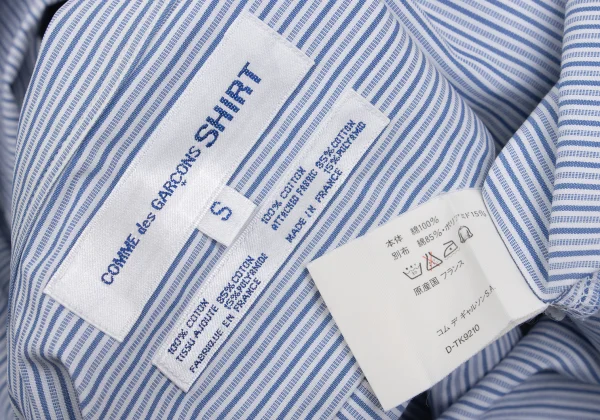 COMME des GARÇONS SHIRT
S
100% COTTON
ATTACHED FABRIC 85% COTTON
15% POLYAMID
MADE IN FRANCE
100% COTON
TISSU AJOUTE 85% COTON
15% POLYAMIDE
FABRIQUE EN FRANCE
本体 綿100%
別布 綿85%・ポリアミド15%
原産国 フランス
コム デ ギャルソンS.A.
D-TK9210